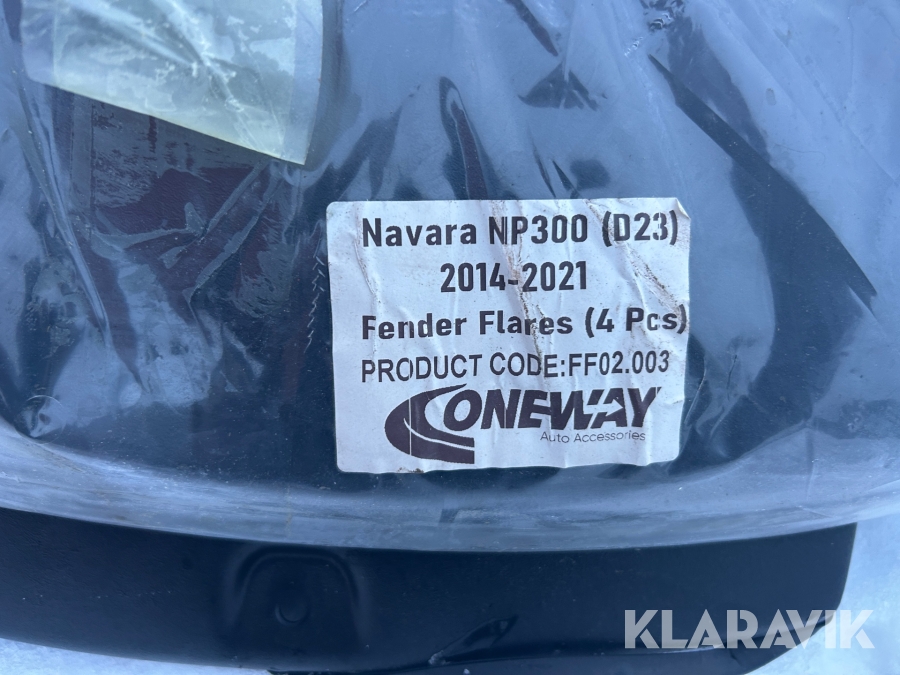 Navara NP300 (D23)
2014-2021
Fender Flares (4 Pcs)
PRODUCT CODE:FF02.003
ONEWAY
Auto Accessories
KLARAVIK